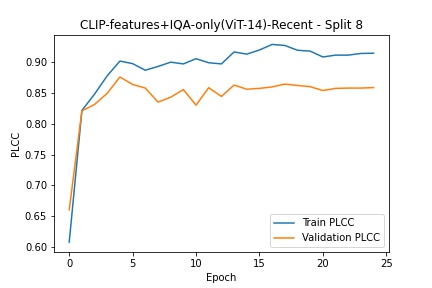 CLIP-features+IQA-only(ViT-14)-Recent - Split 8
PLCC
0.90
0.85
0.80
0.75
0.70
0.65
0.60
0
5
10
15
20
25
Epoch
Train PLCC
Validation PLCC